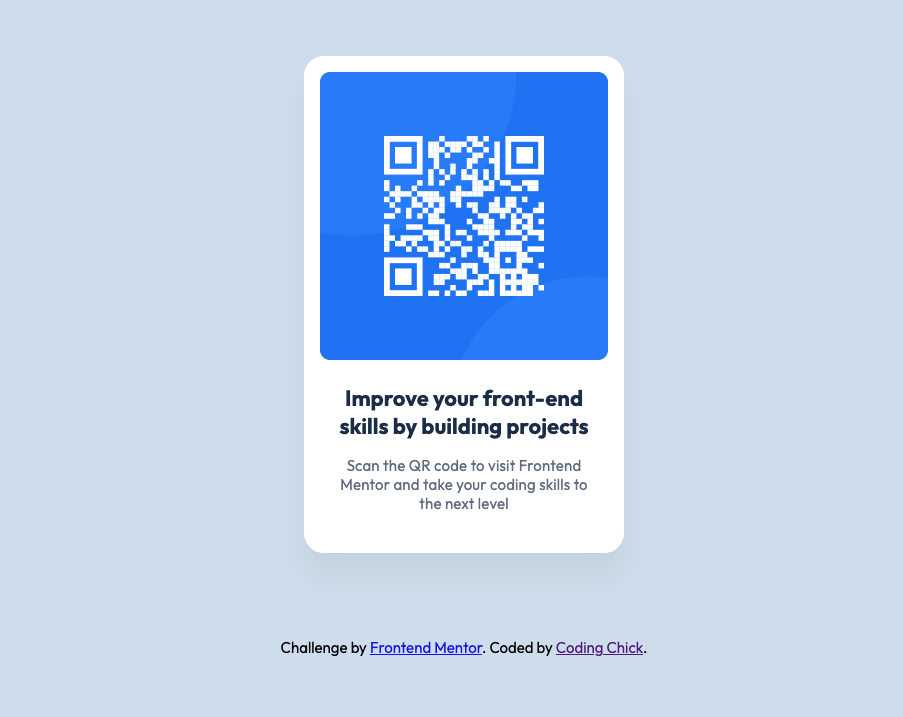 Improve your front-end
skills by building projects
Scan the QR code to visit Frontend
Mentor and take your coding skills to
the next level
Challenge by Frontend Mentor. Coded by Coding Chick.